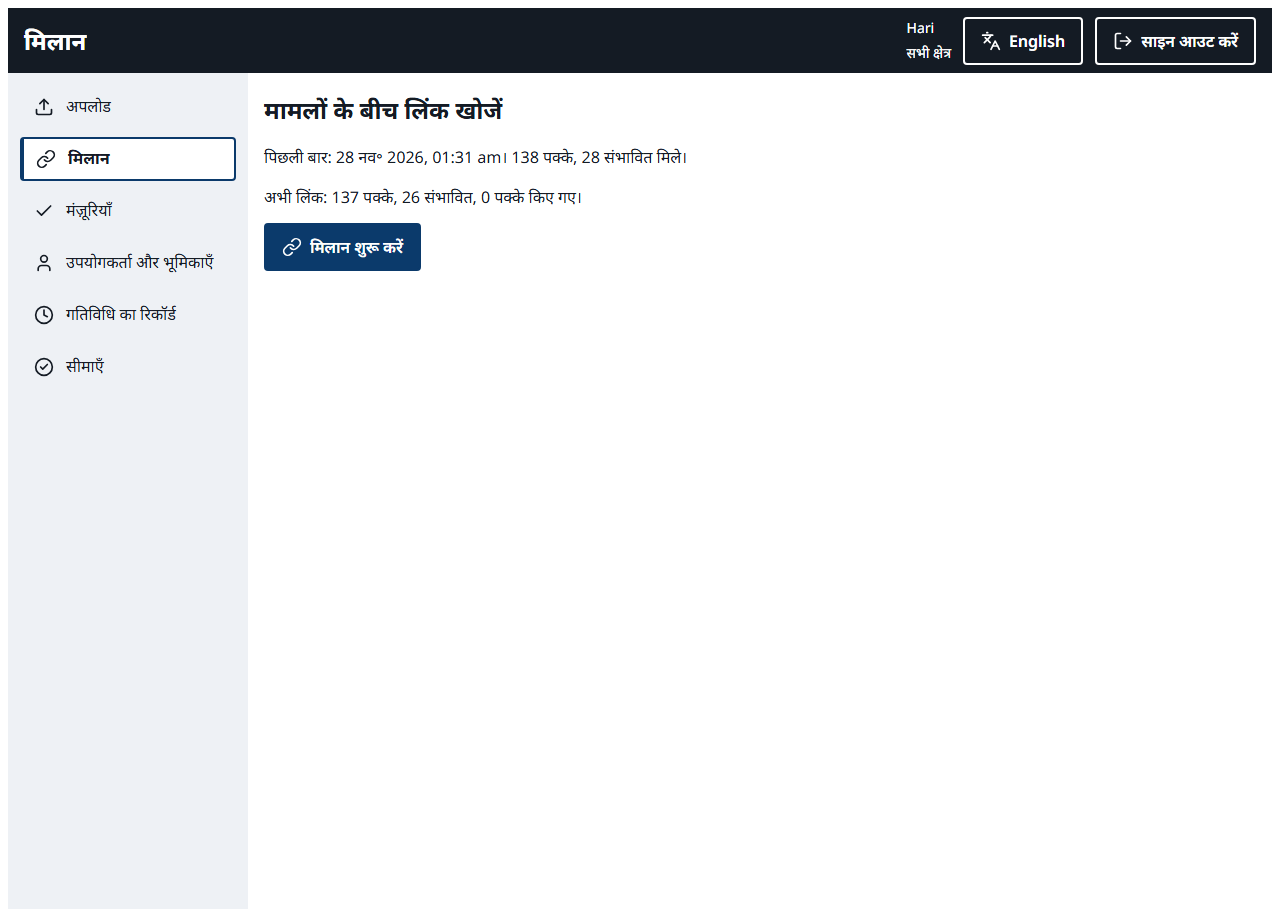 मिलान
Hari
सभी क्षेत्र
English
साइन आउट करें
अपलोड
मिलान
मंज़ूरियाँ
उपयोगकर्ता और भूमिकाएँ
गतिविधि का रिकॉर्ड
सीमाएँ
मामलों के बीच लिंक खोजें
पिछली बार: 28 नव॰ 2026, 01:31 am। 138 पक्के, 28 संभावित मिले।
अभी लिंक: 137 पक्के, 26 संभावित, 0 पक्के किए गए।
मिलान शुरू करें